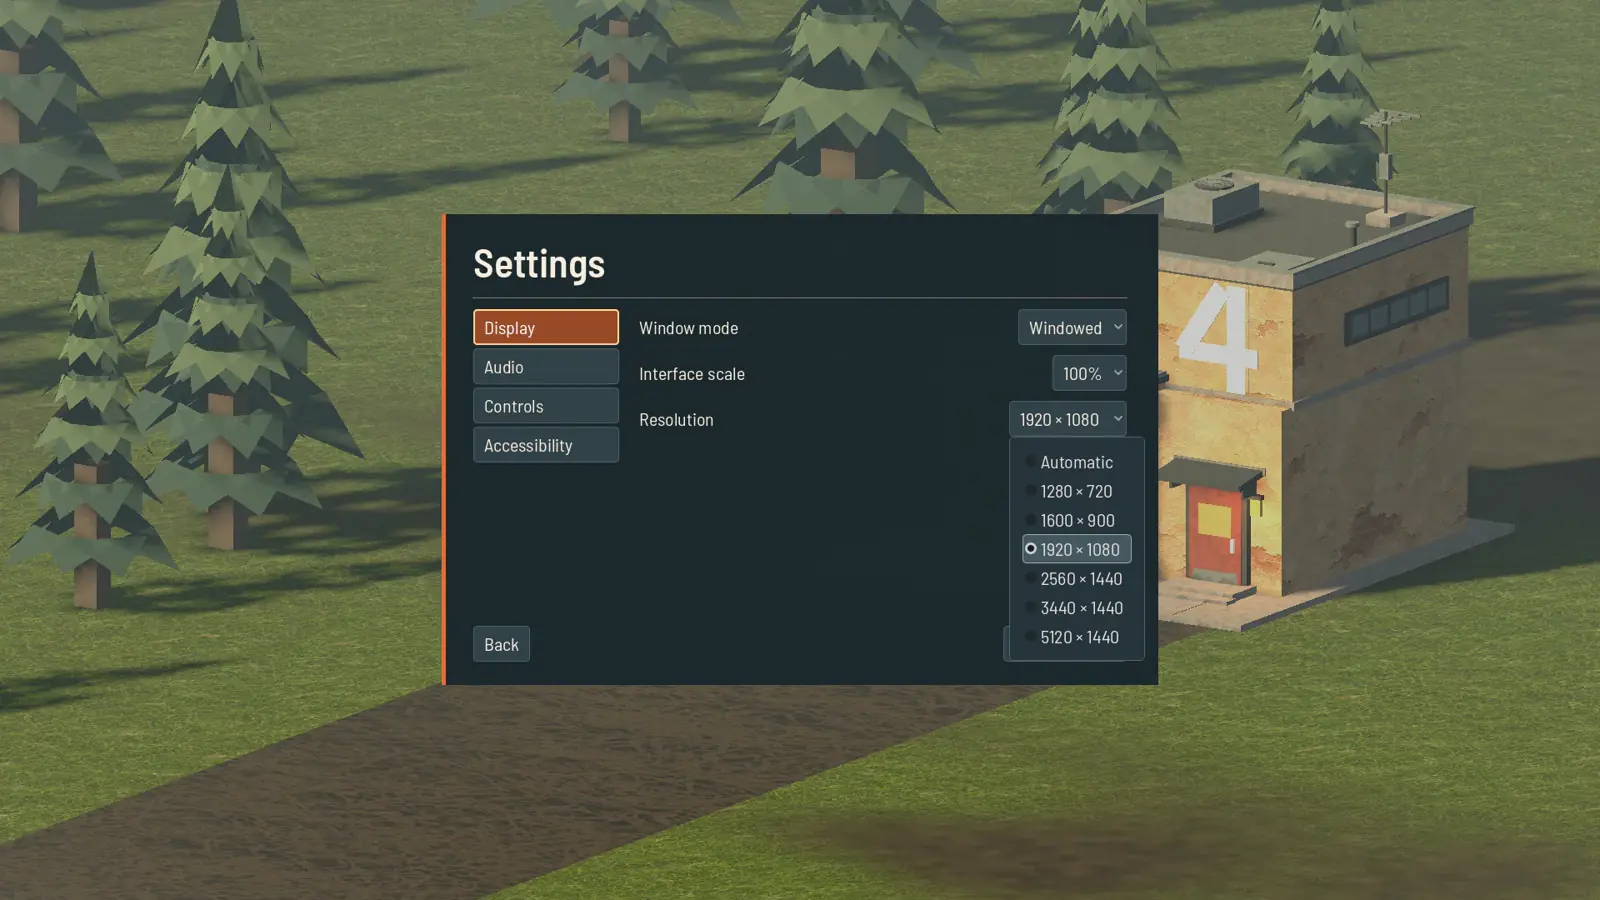 Settings
Display
Window mode
Windowed
Audio
Interface scale
100%
Controls
Resolution
1920 × 1080
Accessibility
Automatic
1280 × 720
1600 × 900
1920 × 1080
2560 × 1440
3440 × 1440
5120 × 1440
Back
4